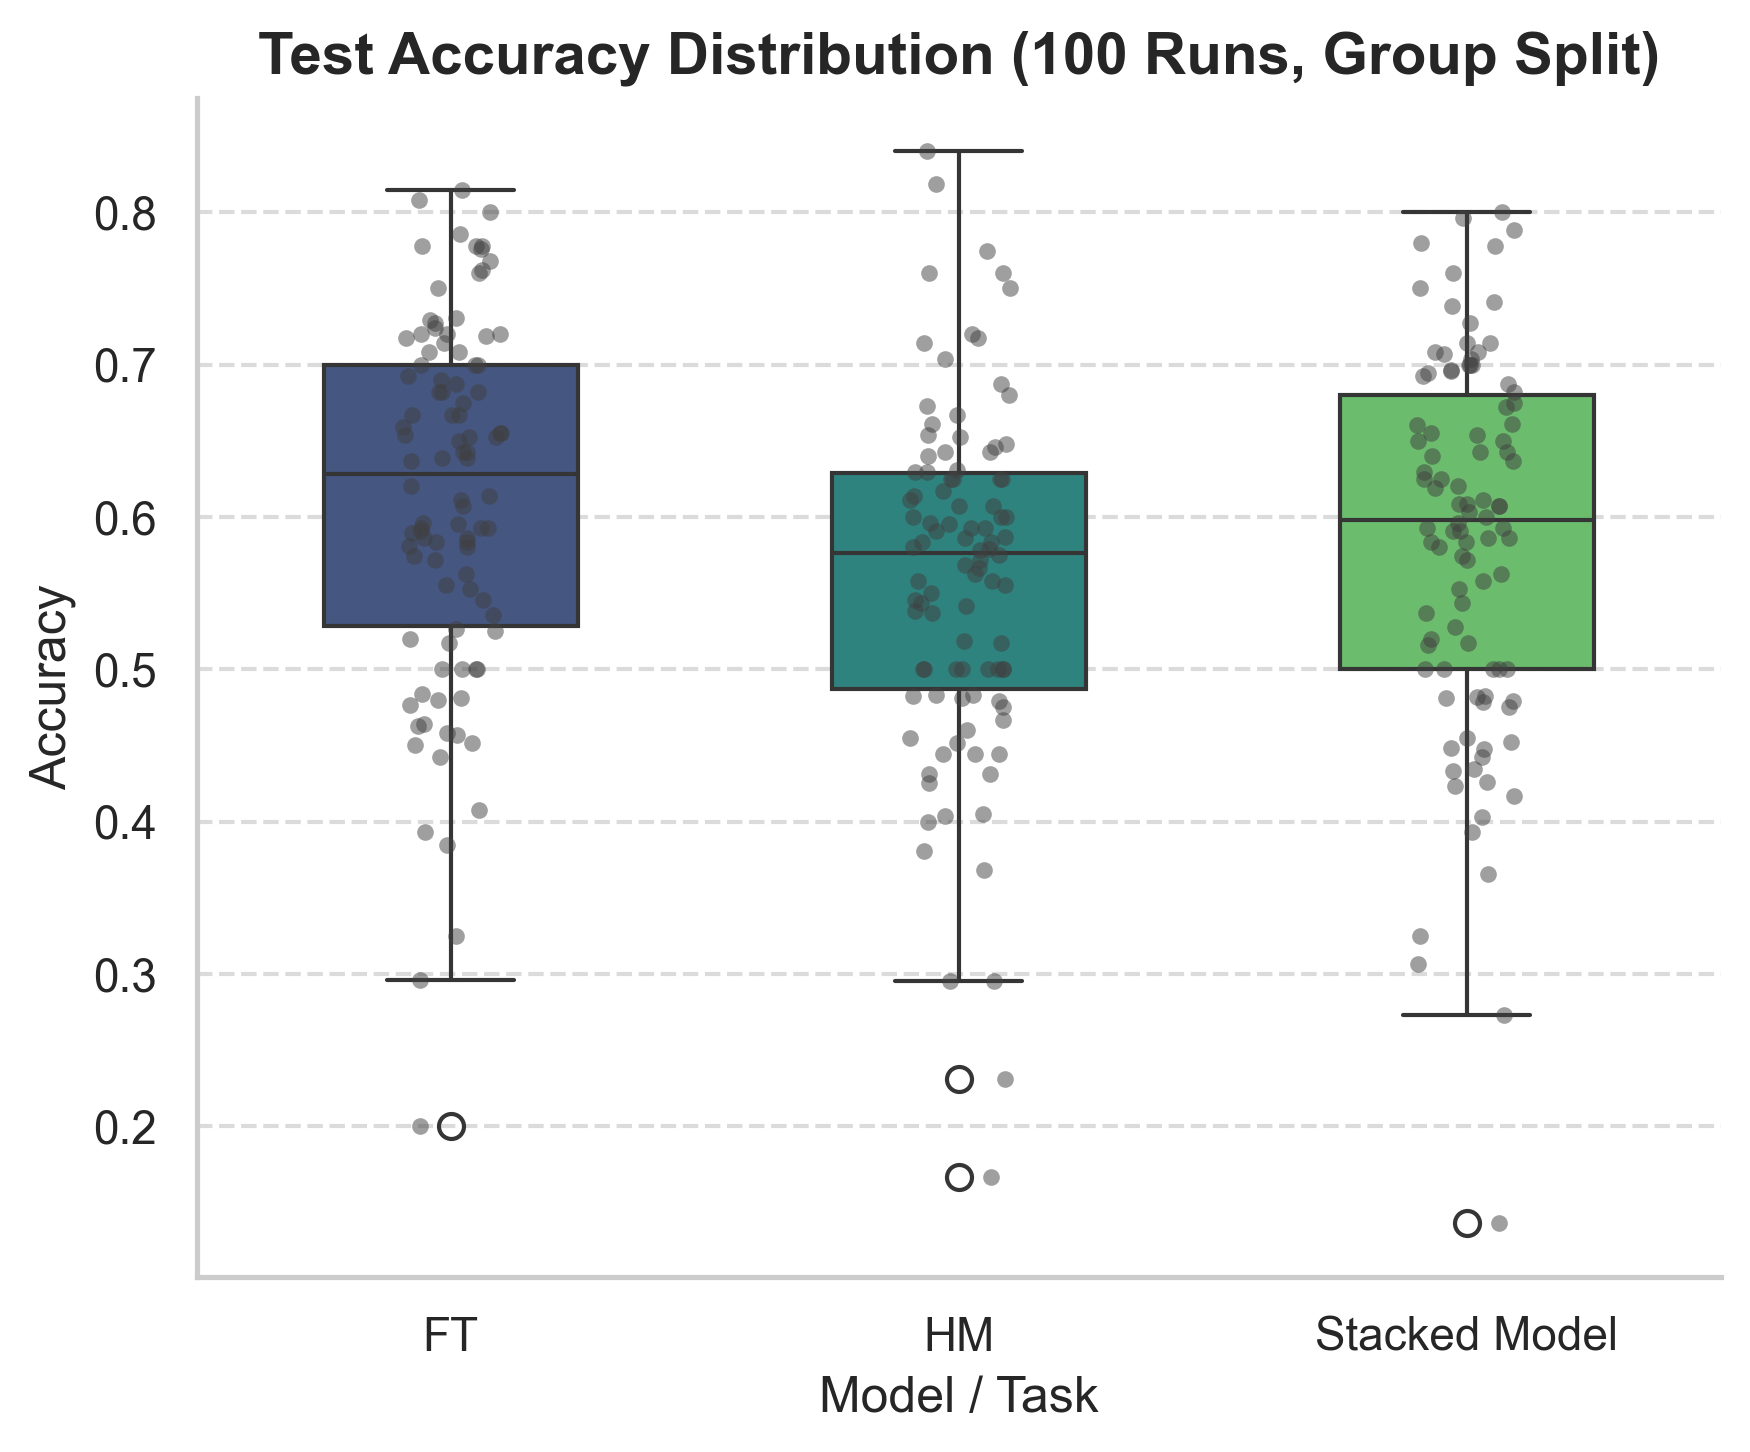 Test Accuracy Distribution (100 Runs, Group Split)
Accuracy
0.8
0.7
0.6
0.5
0.4
0.3
0.2
FT
HM
Stacked Model
Model / Task